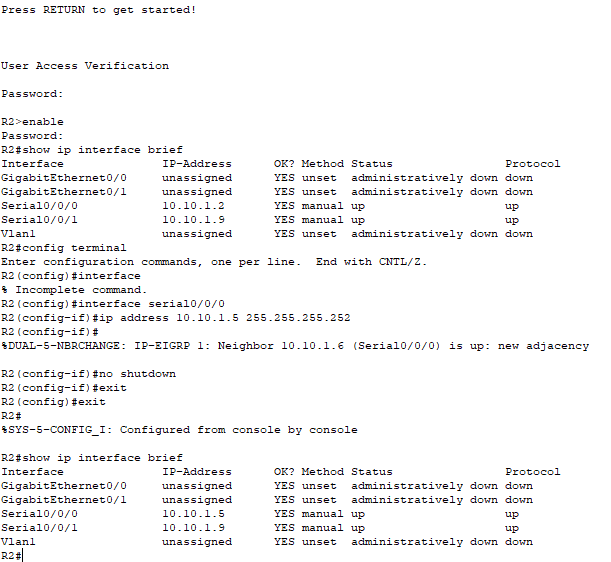 Press RETURN to get started!
User Access Verification
Password:
R2>enable
Password:
R2#show ip interface brief
Interface              IP-Address      OK? Method Status                Protocol
GigabitEthernet0/0     unassigned      YES unset  administratively down down
GigabitEthernet0/1     unassigned      YES unset  administratively down down
Serial0/0/0            10.10.1.2       YES manual up                    up
Serial0/0/1            10.10.1.9       YES manual up                    up
Vlan1                  unassigned      YES unset  administratively down down
R2#config terminal
Enter configuration commands, one per line.  End with CNTL/Z.
R2(config)#interface
% Incomplete command.
R2(config)#interface serial0/0/0
R2(config-if)#ip address 10.10.1.5 255.255.255.252
R2(config-if)#
%DUAL-5-NBRCHANGE: IP-EIGRP 1: Neighbor 10.10.1.6 (Serial0/0/0) is up: new adjacency
R2(config-if)#no shutdown
R2(config-if)#exit
R2(config)#exit
R2#
%SYS-5-CONFIG_I: Configured from console by console
R2#show ip interface brief
Interface              IP-Address      OK? Method Status                Protocol
GigabitEthernet0/0     unassigned      YES unset  administratively down down
GigabitEthernet0/1     unassigned      YES unset  administratively down down
Serial0/0/0            10.10.1.5       YES manual up                    up
Serial0/0/1            10.10.1.9       YES manual up                    up
Vlan1                  unassigned      YES unset  administratively down down
R2#